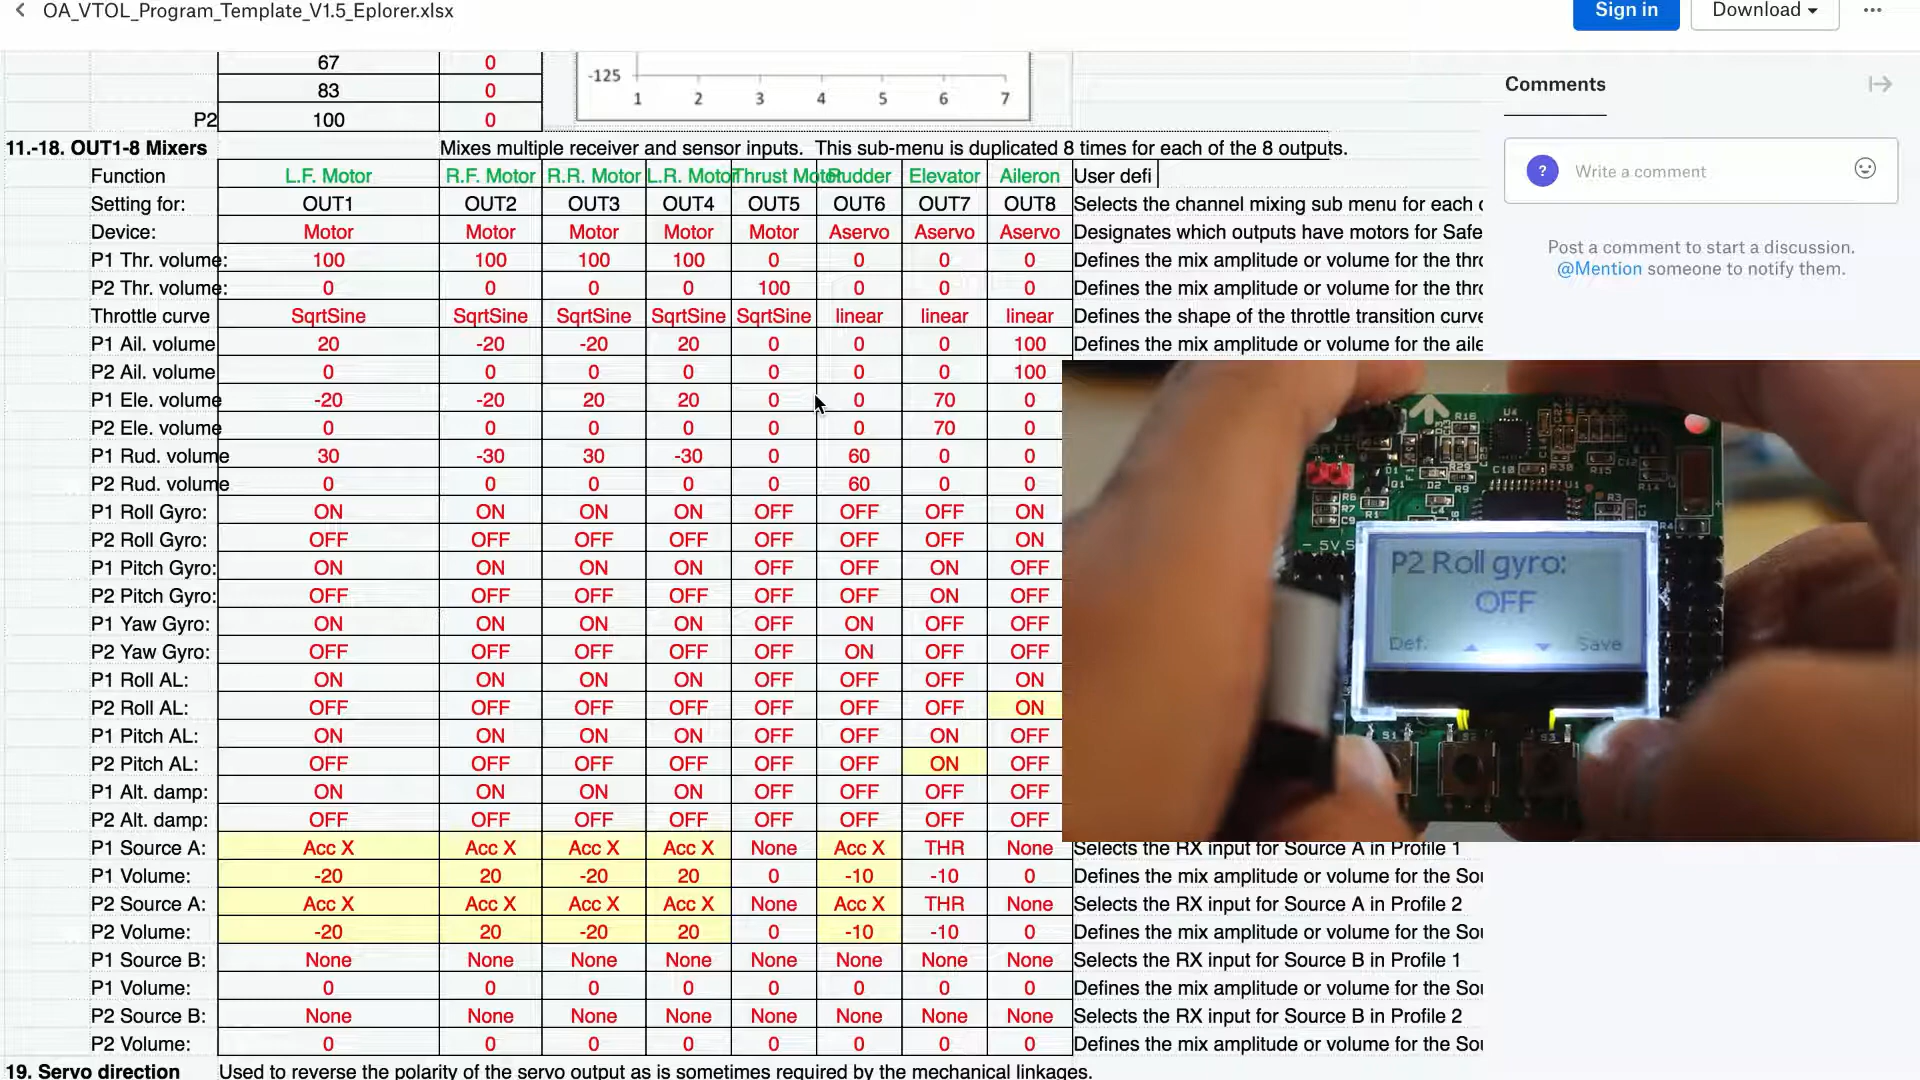 OA_VTOL_Program_Template_V1.5_Eplorer.xlsx
Sign in
Download
Comments
?
Write a comment
Post a comment to start a discussion.
@Mention someone to notify them.
67 0
83 0
P2 100 0
-125
1 2 3 4 5 6 7
11.-18. OUT1-8 Mixers Mixes multiple receiver and sensor inputs. This sub-menu is duplicated 8 times for each of the 8 outputs.
Function L.F. Motor R.F. Motor R.R. Motor L.R. Motor Thrust Mot Rudder Elevator Aileron User defi
Setting for: OUT1 OUT2 OUT3 OUT4 OUT5 OUT6 OUT7 OUT8 Selects the channel mixing sub menu for each
Device: Motor Motor Motor Motor Motor Aservo Aservo Aservo Designates which outputs have motors for Safe
P1 Thr. volume: 100 100 100 100 0 0 0 0 Defines the mix amplitude or volume for the thr
P2 Thr. volume: 0 0 0 0 100 0 0 0 Defines the mix amplitude or volume for the thr
Throttle curve SqrtSine SqrtSine SqrtSine SqrtSine SqrtSine linear linear linear Defines the shape of the throttle transition curve
P1 Ail. volume 20 -20 -20 20 0 0 0 100 Defines the mix amplitude or volume for the aile
P2 Ail. volume 0 0 0 0 0 0 0 100
P1 Ele. volume -20 -20 20 20 0 0 70 0
P2 Ele. volume 0 0 0 0 0 0 70 0
P1 Rud. volume 30 -30 30 -30 0 60 0 0
P2 Rud. volume 0 0 0 0 0 60 0 0
P1 Roll Gyro: ON ON ON ON OFF OFF OFF ON
P2 Roll Gyro: OFF OFF OFF OFF OFF OFF OFF ON
P1 Pitch Gyro: ON ON ON ON OFF OFF ON OFF
P2 Pitch Gyro: OFF OFF OFF OFF OFF OFF ON OFF
P1 Yaw Gyro: ON ON ON ON OFF ON OFF OFF
P2 Yaw Gyro: OFF OFF OFF OFF OFF ON OFF OFF
P1 Roll AL: ON ON ON ON OFF OFF OFF ON
P2 Roll AL: OFF OFF OFF OFF OFF OFF OFF ON
P1 Pitch AL: ON ON ON ON OFF OFF ON OFF
P2 Pitch AL: OFF OFF OFF OFF OFF OFF ON OFF
P1 Alt. damp: ON ON ON ON OFF OFF OFF OFF
P2 Alt. damp: OFF OFF OFF OFF OFF OFF OFF OFF
P1 Source A: Acc X Acc X Acc X Acc X None Acc X THR None Selects the RX input for Source A in Profile 1
P1 Volume: -20 20 -20 20 0 -10 -10 0 Defines the mix amplitude or volume for the Sou
P2 Source A: Acc X Acc X Acc X Acc X None Acc X THR None Selects the RX input for Source A in Profile 2
P2 Volume: -20 20 -20 20 0 -10 -10 0 Defines the mix amplitude or volume for the Sou
P1 Source B: None None None None None None None None Selects the RX input for Source B in Profile 1
P1 Volume: 0 0 0 0 0 0 0 0 Defines the mix amplitude or volume for the Sou
P2 Source B: None None None None None None None None Selects the RX input for Source B in Profile 2
P2 Volume: 0 0 0 0 0 0 0 0 Defines the mix amplitude or volume for the Sou
19. Servo direction Used to reverse the polarity of the servo output as is sometimes required by the mechanical linkages.
R16 U4
R29 C10 R30 R15 C12
D1 D2 R9 U1 R14
Q1
R6
R7 R1 R3
C9 R4
- 5V S
P2 Roll gyro:
OFF
Def. Save
S1 S3